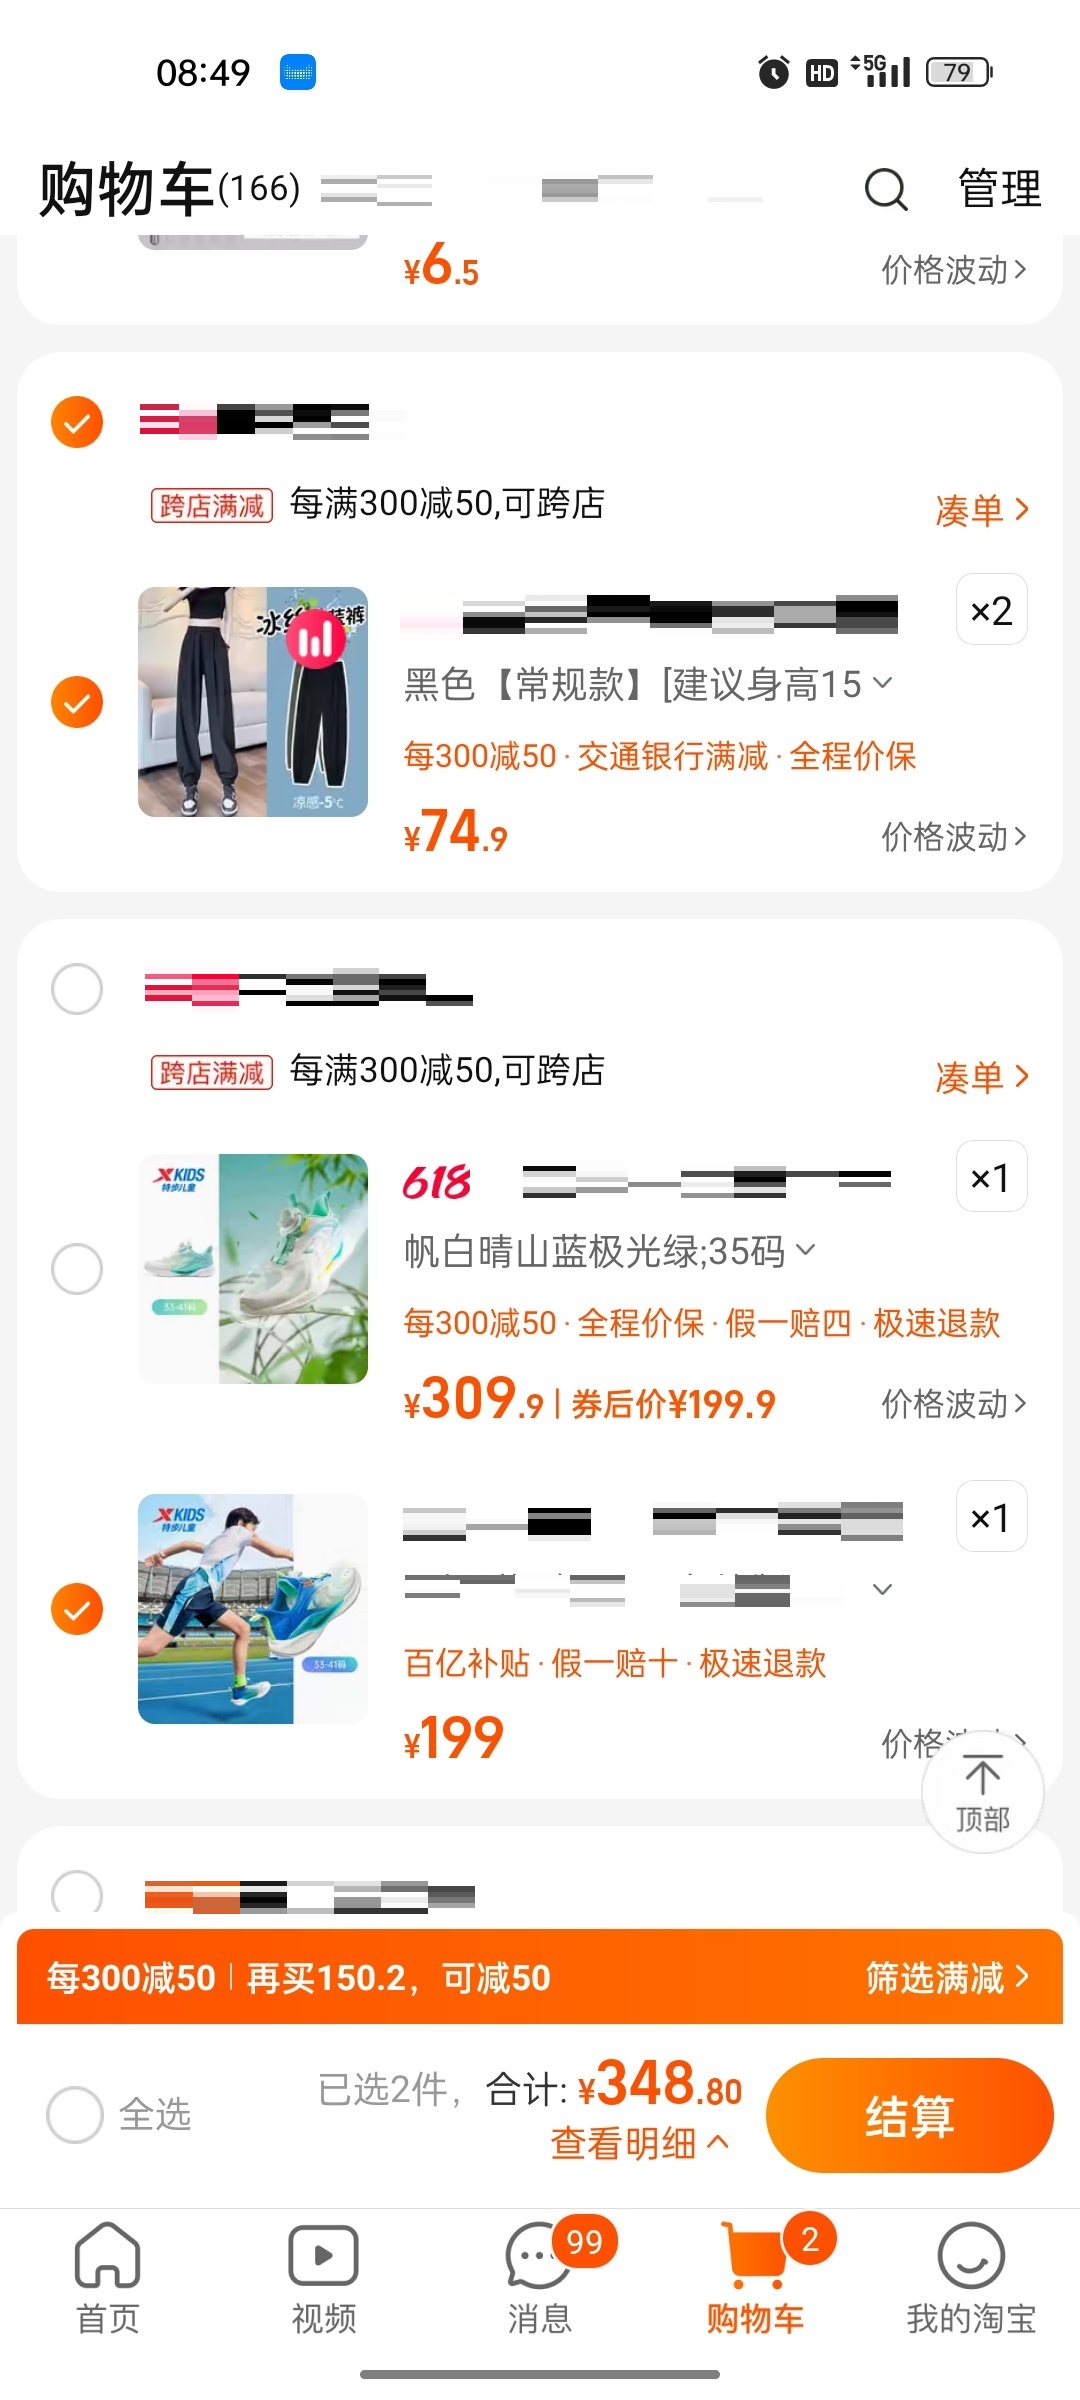 08:49
HD
5G
79
购物车(166)
管理
¥6.5
价格波动
跨店满减 每满300减50,可跨店
凑单
冰丝
装裤
凉感-5℃
×2
黑色【常规款】[建议身高15
每300减50·交通银行满减·全程价保
¥74.9
价格波动
跨店满减 每满300减50,可跨店
凑单
XKIDS
特步儿童
33-41码
618
×1
帆白晴山蓝极光绿;35码
每300减50·全程价保·假一赔四·极速退款
¥309.9 | 券后价¥199.9
价格波动
XKIDS
特步儿童
33-41码
×1
百亿补贴·假一赔十·极速退款
¥199
价格
顶部
每300减50 | 再买150.2，可减50
筛选满减
全选
已选2件，合计: ¥348.80
查看明细
结算
99
2
首页
视频
消息
购物车
我的淘宝